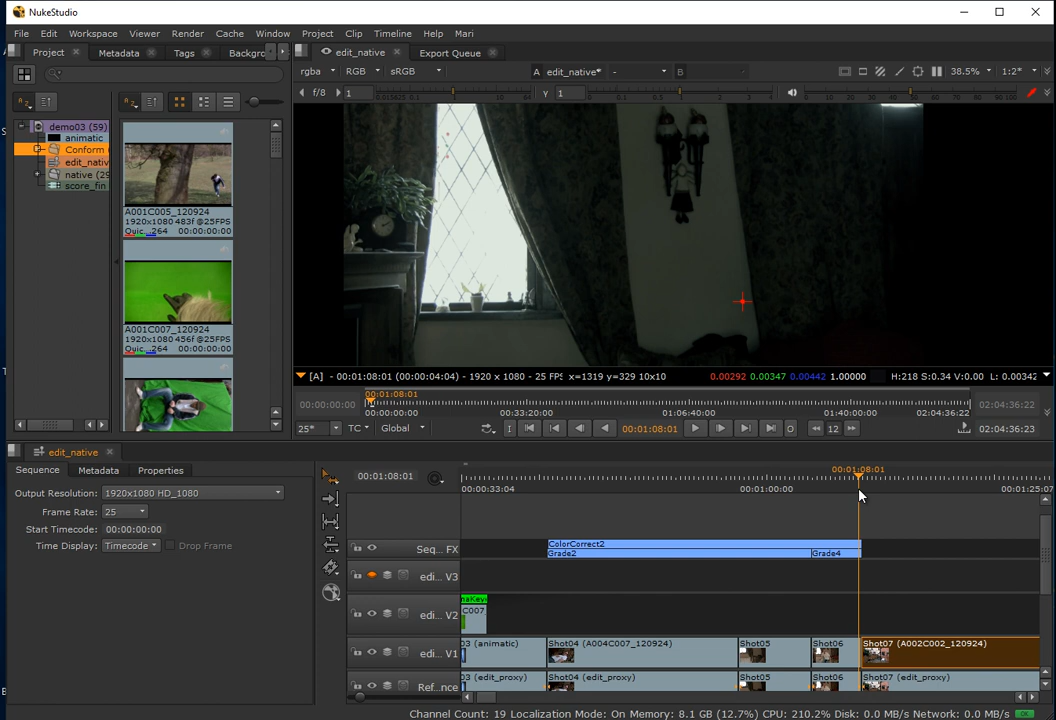 NukeStudio
File Edit Workspace Viewer Render Cache Window Project Clip Timeline Help Mari
Project Metadata Tags Backgro edit_native Export Queue
rgba RGB sRGB A edit_native* - B 38.5% 1:2*
f/8 1 Y 1
demo03 (59)
animatic
Conform
edit_nativ
native (29
score_fin
A001C005_120924
1920x1080 483f @25FPS
Quic...264 00:00:00:00
A001C007_120924
1920x1080 456f @25FPS
Quic...264 00:00:00:00
[A] - 00:01:08:01 (00:00:04:04) - 1920 x 1080 - 25 FPS x=1319 y=329 10x10 0.00292 0.00347 0.00442 1.00000 H:218 S:0.34 V:0.00 L: 0.00342
00:01:08:01
00:00:00:00 02:04:36:22
00:00:00:00 00:33:20:00 01:06:40:00 01:40:00:00 02:04:36:22
25* TC Global I 00:01:08:01 O 12 02:04:36:23
edit_native
Sequence Metadata Properties
Output Resolution: 1920x1080 HD_1080
Frame Rate: 25
Start Timecode: 00:00:00:00
Time Display: Timecode Drop Frame
00:01:08:01
00:01:08:01
00:00:33:04 00:01:00:00 00:01:25:07
Seq... FX ColorCorrect2
Grade2 Grade4
edi... V3
naKeye
edi... V2 C007
edi... V1 03 (animatic) Shot04 (A004C007_120924) Shot05 Shot06 Shot07 (A002C002_120924)
Ref...nce 03 (edit_proxy) Shot04 (edit_proxy) Shot05 Shot06 Shot07 (edit_proxy)
Channel Count: 19 Localization Mode: On Memory: 8.1 GB (12.7%) CPU: 210.2% Disk: 0.0 MB/s Network: 0.0 MB/s